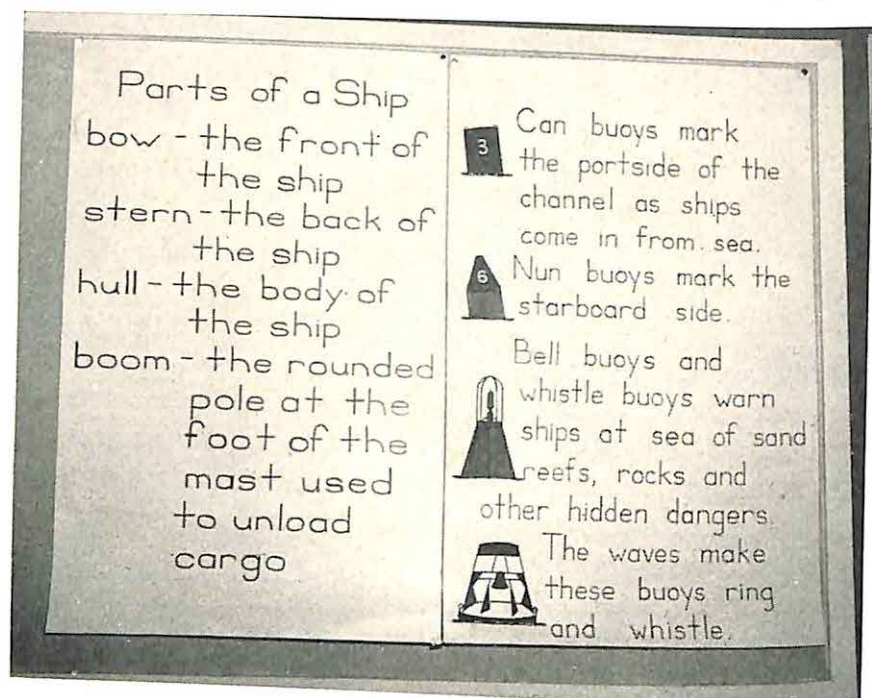 Parts of a Ship
bow - the front of
the ship
stern - the back of
the ship
hull - the body of
the ship
boom - the rounded
pole at the
foot of the
mast used
to unload
cargo
3
Can buoys mark
the portside of the
channel as ships
come in from sea.
6
Nun buoys mark the
starboard side.
Bell buoys and
whistle buoys warn
ships at sea of sand
reefs, rocks and
other hidden dangers.
The waves make
these buoys ring
and whistle.